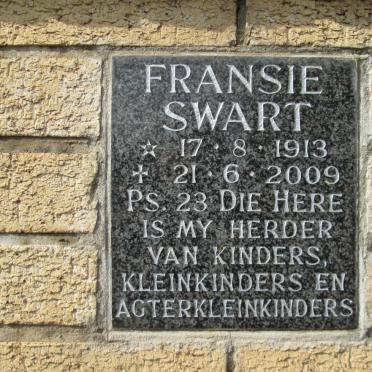 FRANSIE
SWART
☆ 17 · 8 · 1913
✝ 21 · 6 · 2009
PS. 23 DIE HERE
IS MY HERDER
VAN KINDERS,
KLEINKINDERS EN
AGTERKLEINKINDERS